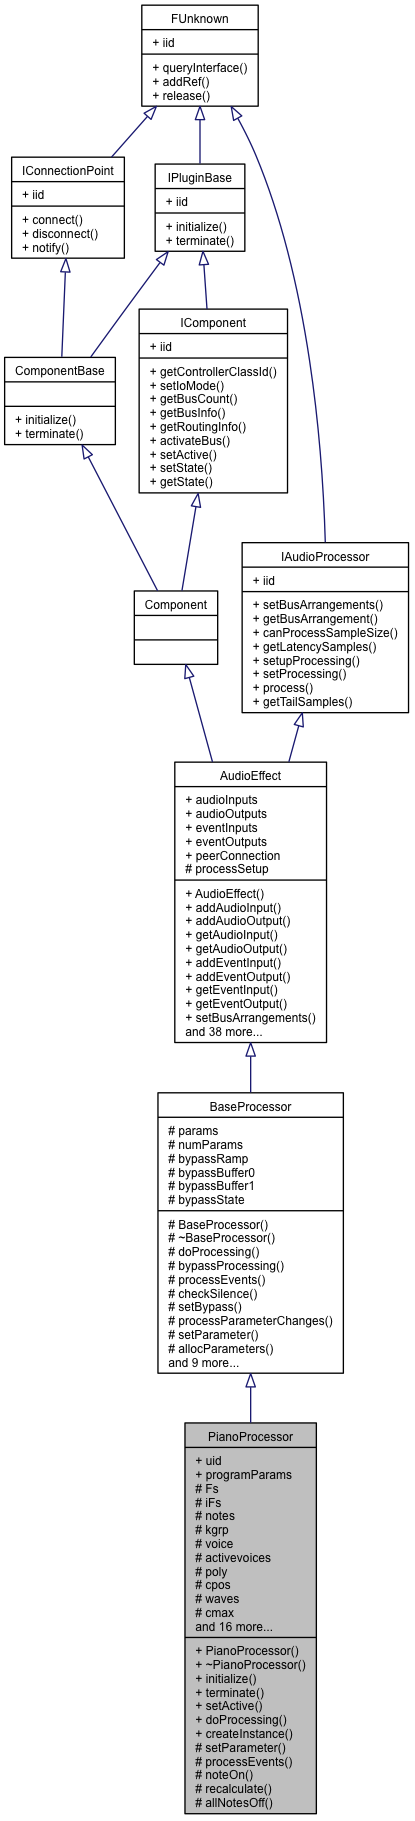 FUnknown
+ iid
+ queryInterface()
+ addRef()
+ release()
IConnectionPoint
+ iid
+ connect()
+ disconnect()
+ notify()
IPluginBase
+ iid
+ initialize()
+ terminate()
IComponent
+ iid
+ getControllerClassId()
+ setIoMode()
+ getBusCount()
+ getBusInfo()
+ getRoutingInfo()
+ activateBus()
+ setActive()
+ setState()
+ getState()
ComponentBase
+ initialize()
+ terminate()
IAudioProcessor
+ iid
+ setBusArrangements()
+ getBusArrangement()
+ canProcessSampleSize()
+ getLatencySamples()
+ setupProcessing()
+ setProcessing()
+ process()
+ getTailSamples()
Component
AudioEffect
+ audioInputs
+ audioOutputs
+ eventInputs
+ eventOutputs
+ peerConnection
# processSetup
+ AudioEffect()
+ addAudioInput()
+ addAudioOutput()
+ getAudioInput()
+ getAudioOutput()
+ addEventInput()
+ addEventOutput()
+ getEventInput()
+ getEventOutput()
+ setBusArrangements()
and 38 more...
BaseProcessor
# params
# numParams
# bypassRamp
# bypassBuffer0
# bypassBuffer1
# bypassState
# BaseProcessor()
# ~BaseProcessor()
# doProcessing()
# bypassProcessing()
# processEvents()
# checkSilence()
# setBypass()
# processParameterChanges()
# setParameter()
# allocParameters()
and 9 more...
PianoProcessor
+ uid
+ programParams
# Fs
# iFs
# notes
# kgrp
# voice
# activevoices
# poly
# cpos
# waves
# cmax
and 16 more...
+ PianoProcessor()
+ ~PianoProcessor()
+ initialize()
+ terminate()
+ setActive()
+ doProcessing()
+ createInstance()
# setParameter()
# processEvents()
# noteOn()
# recalculate()
# allNotesOff()